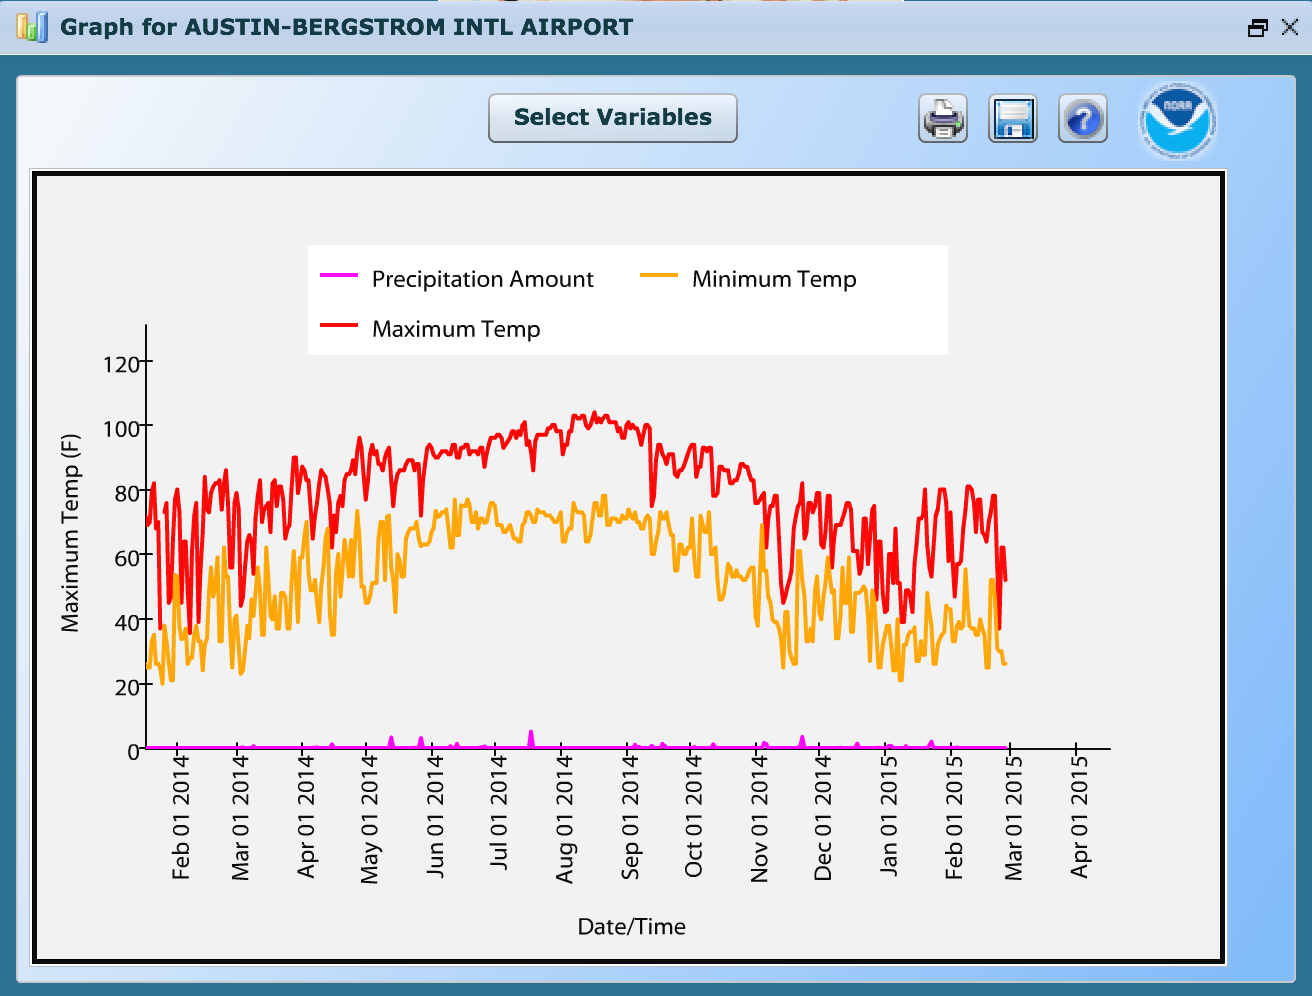 Graph for AUSTIN-BERGSTROM INTL AIRPORT
Select Variables
NOAA
Precipitation Amount
Minimum Temp
Maximum Temp
Maximum Temp (F)
120
100
80
60
40
20
0
Feb 01 2014
Mar 01 2014
Apr 01 2014
May 01 2014
Jun 01 2014
Jul 01 2014
Aug 01 2014
Sep 01 2014
Oct 01 2014
Nov 01 2014
Dec 01 2014
Jan 01 2015
Feb 01 2015
Mar 01 2015
Apr 01 2015
Date/Time